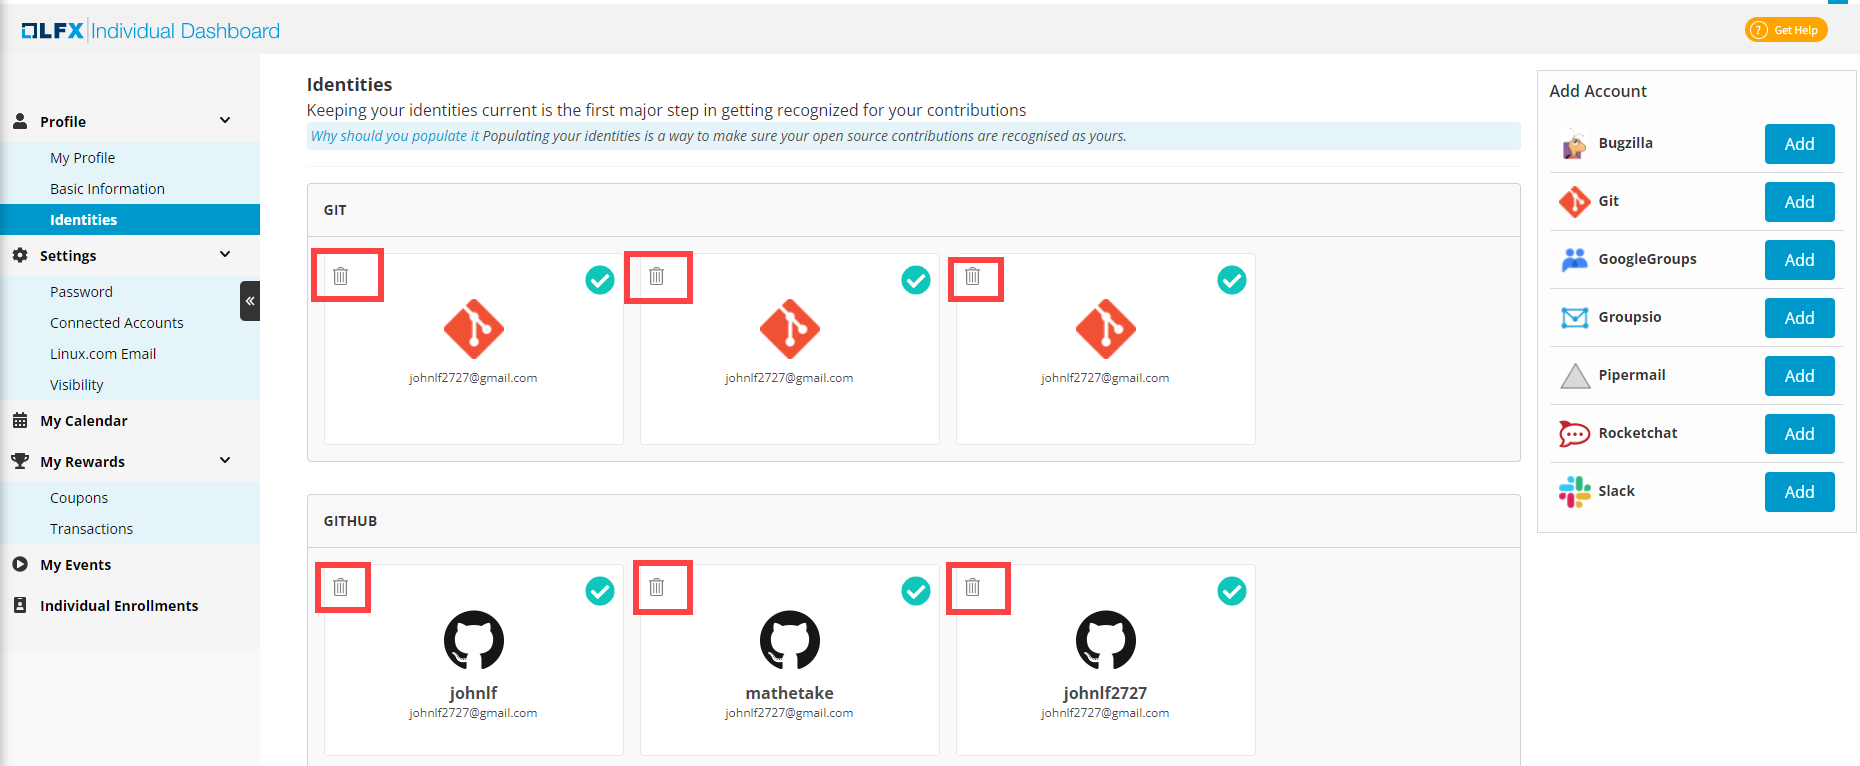 LFX Individual Dashboard
Get Help
Profile
My Profile
Basic Information
Identities
Settings
Password
Connected Accounts
Linux.com Email
Visibility
My Calendar
My Rewards
Coupons
Transactions
My Events
Individual Enrollments
Identities
Keeping your identities current is the first major step in getting recognized for your contributions
Why should you populate it Populating your identities is a way to make sure your open source contributions are recognised as yours.
GIT
johnlf2727@gmail.com
johnlf2727@gmail.com
johnlf2727@gmail.com
GITHUB
johnlf
johnlf2727@gmail.com
mathetake
johnlf2727@gmail.com
johnlf2727
johnlf2727@gmail.com
Add Account
Bugzilla Add
Git Add
GoogleGroups Add
Groupsio Add
Pipermail Add
Rocketchat Add
Slack Add